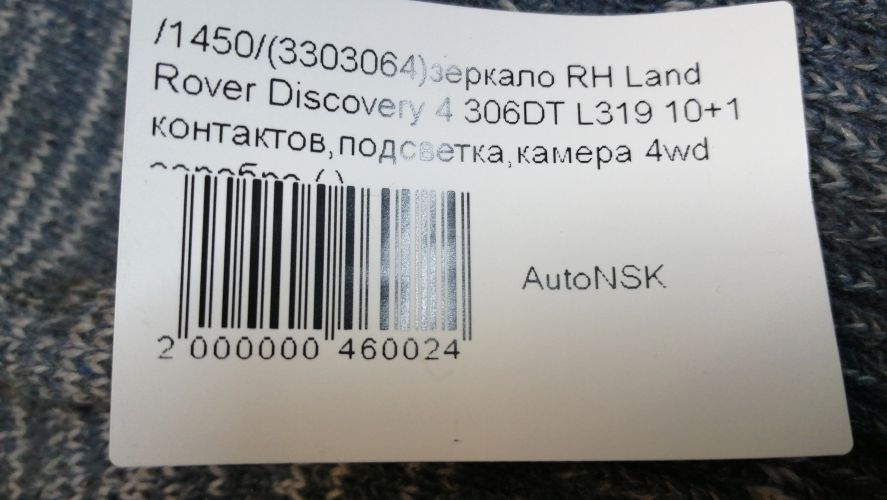 /1450/(3303064)зеркало RH Land
Rover Discovery 4 306DT L319 10+1
контактов,подсветка,камера 4wd
AutoNSK
2 000000 460024